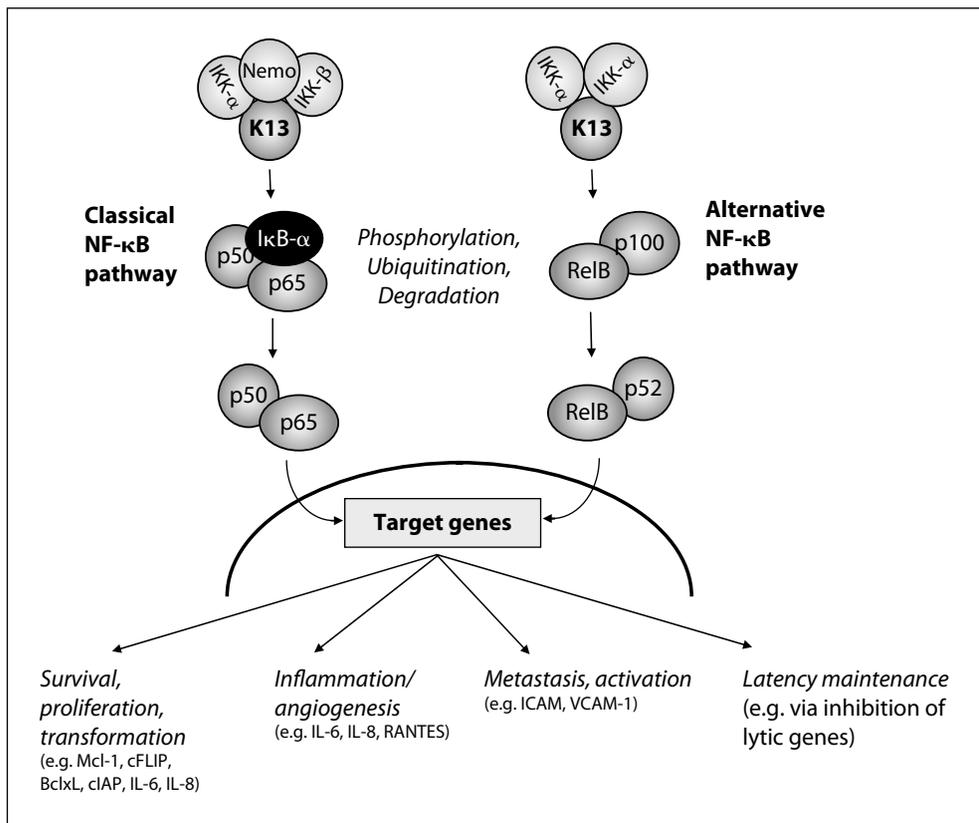 Nemo
IKK-α
IKK-β
K13
IKK-α
IKK-α
K13
Classical
NF-κB
pathway
IκB-α
p50
p65
Phosphorylation,
Ubiquitination,
Degradation
p100
RelB
Alternative
NF-κB
pathway
p50
p65
p52
RelB
Target genes
Survival,
proliferation,
transformation
(e.g. Mcl-1, cFLIP,
BclxL, cIAP, IL-6, IL-8)
Inflammation/
angiogenesis
(e.g. IL-6, IL-8, RANTES)
Metastasis, activation
(e.g. ICAM, VCAM-1)
Latency maintenance
(e.g. via inhibition of
lytic genes)